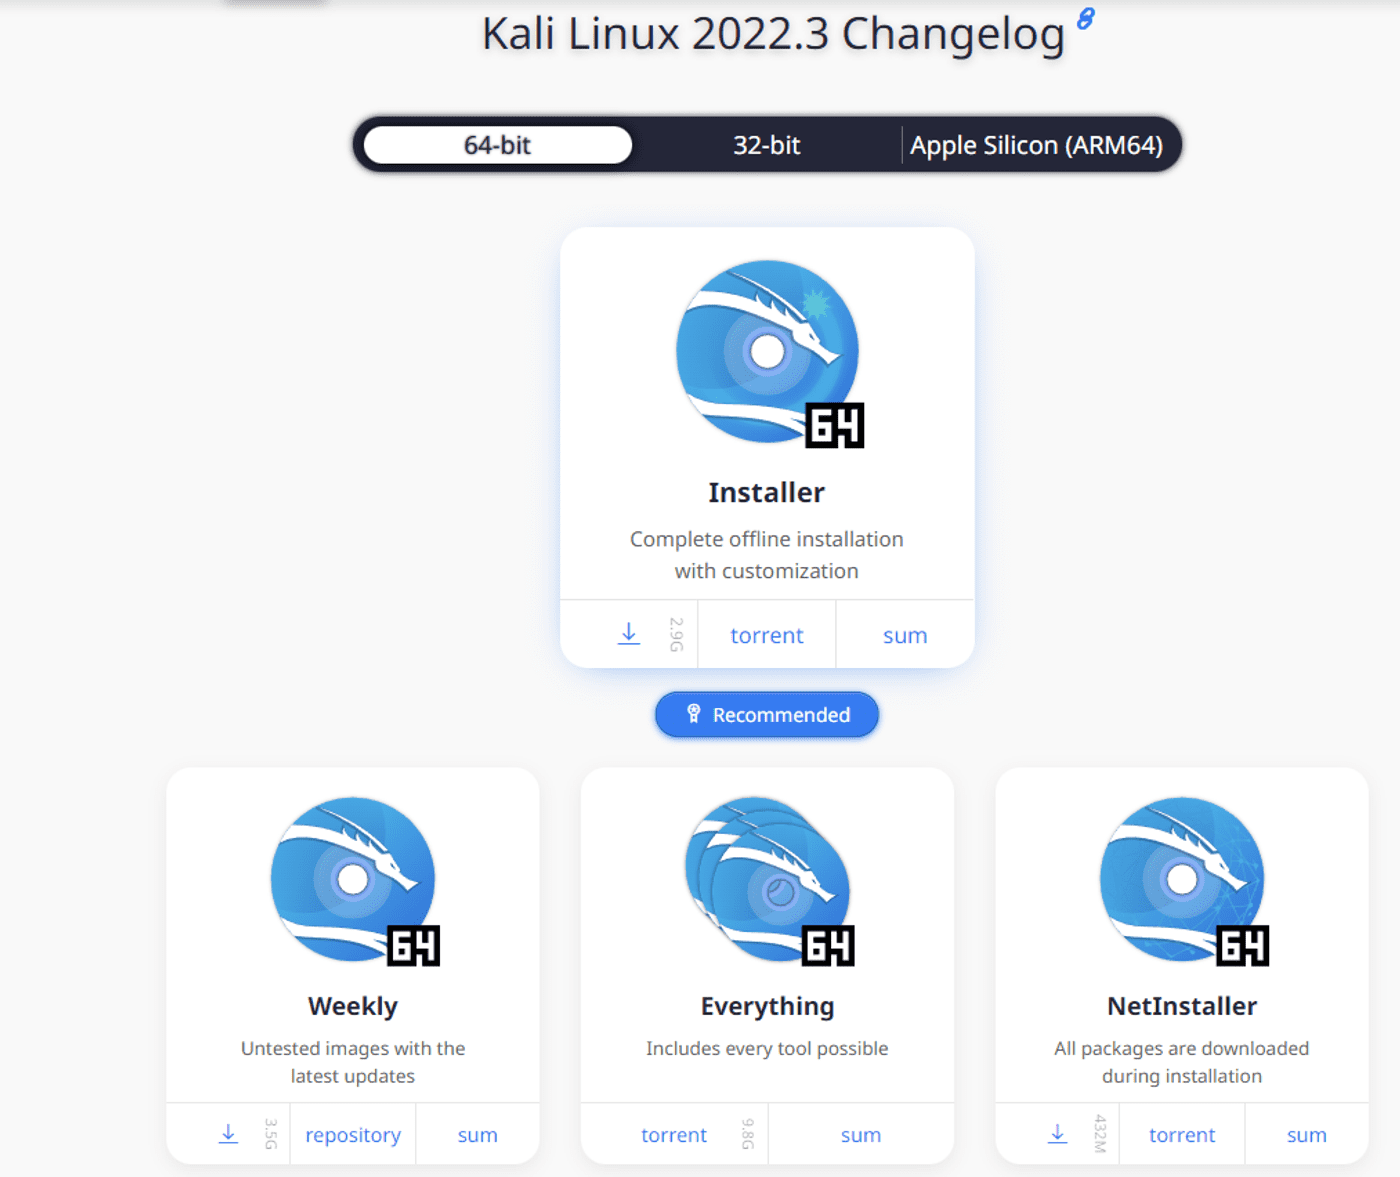 Kali Linux 2022.3 Changelog
64-bit
32-bit
Apple Silicon (ARM64)
64
Installer
Complete offline installation
with customization
2.9G
torrent
sum
Recommended
64
Weekly
Untested images with the
latest updates
3.5G
repository
sum
64
Everything
Includes every tool possible
torrent
9.8G
sum
64
NetInstaller
All packages are downloaded
during installation
432M
torrent
sum